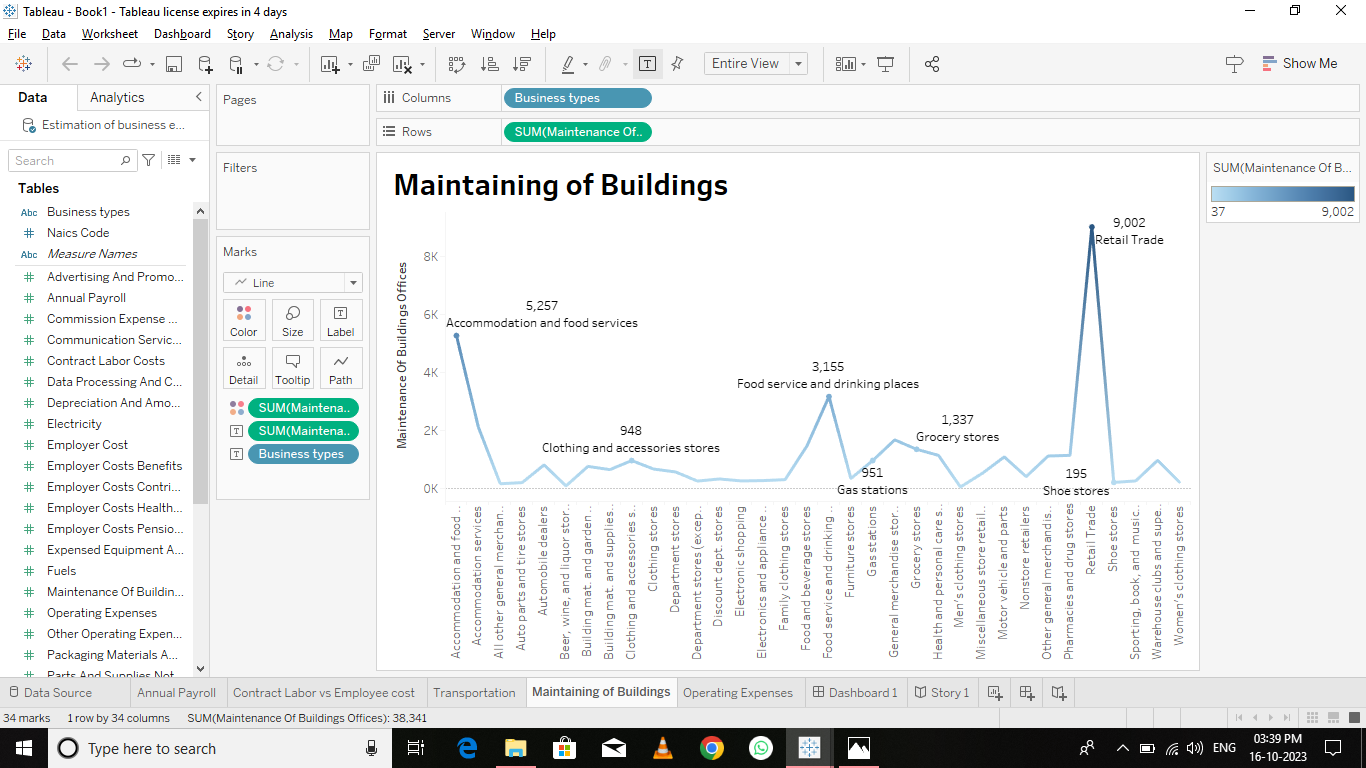 Tableau - Book1 - Tableau license expires in 4 days
File Data Worksheet Dashboard Story Analysis Map Format Server Window Help
Entire View
Show Me
Data Analytics
Estimation of business e...
Search
Tables
Abc Business types
# Naics Code
Abc Measure Names
# Advertising And Promo...
# Annual Payroll
# Commission Expense ...
# Communication Servic...
# Contract Labor Costs
# Data Processing And C...
# Depreciation And Amo...
# Electricity
# Employer Cost
# Employer Costs Benefits
# Employer Costs Contri...
# Employer Costs Health...
# Employer Costs Pensio...
# Expensed Equipment A...
# Fuels
# Maintenance Of Buildin...
# Operating Expenses
# Other Operating Expen...
# Packaging Materials A...
# Parts And Supplies Not
Pages
Filters
Marks
Line
Color Size Label
Detail Tooltip Path
SUM(Maintena..
SUM(Maintena..
Business types
Columns Business types
Rows SUM(Maintenance Of..
Maintaining of Buildings
Maintenance Of Buildings Offices
8K
6K
4K
2K
0K
5,257
Accommodation and food services
948
Clothing and accessories stores
3,155
Food service and drinking places
951
Gas stations
1,337
Grocery stores
9,002
Retail Trade
195
Shoe stores
Accommodation and food ..
Accommodation services
All other general merchan..
Auto parts and tire stores
Automobile dealers
Beer, wine, and liquor stor..
Building mat. and garden ..
Building mat. and supplies..
Clothing and accessories s..
Clothing stores
Department stores
Department stores (excep..
Discount dept. stores
Electronic shopping
Electronics and appliance ..
Family clothing stores
Food and beverage stores
Food service and drinking ..
Furniture stores
Gas stations
General merchandise stor..
Grocery stores
Health and personal care s..
Men's clothing stores
Miscellaneous store retail..
Motor vehicle and parts
Nonstore retailers
Other general merchandis..
Pharmacies and drug stores
Retail Trade
Shoe stores
Sporting, book, and music..
Warehouse clubs and supe..
Women's clothing stores
SUM(Maintenance Of B...
37 9,002
Data Source Annual Payroll Contract Labor vs Employee cost Transportation Maintaining of Buildings Operating Expenses Dashboard 1 Story 1
34 marks 1 row by 34 columns SUM(Maintenance Of Buildings Offices): 38,341
Type here to search
ENG
03:39 PM
16-10-2023